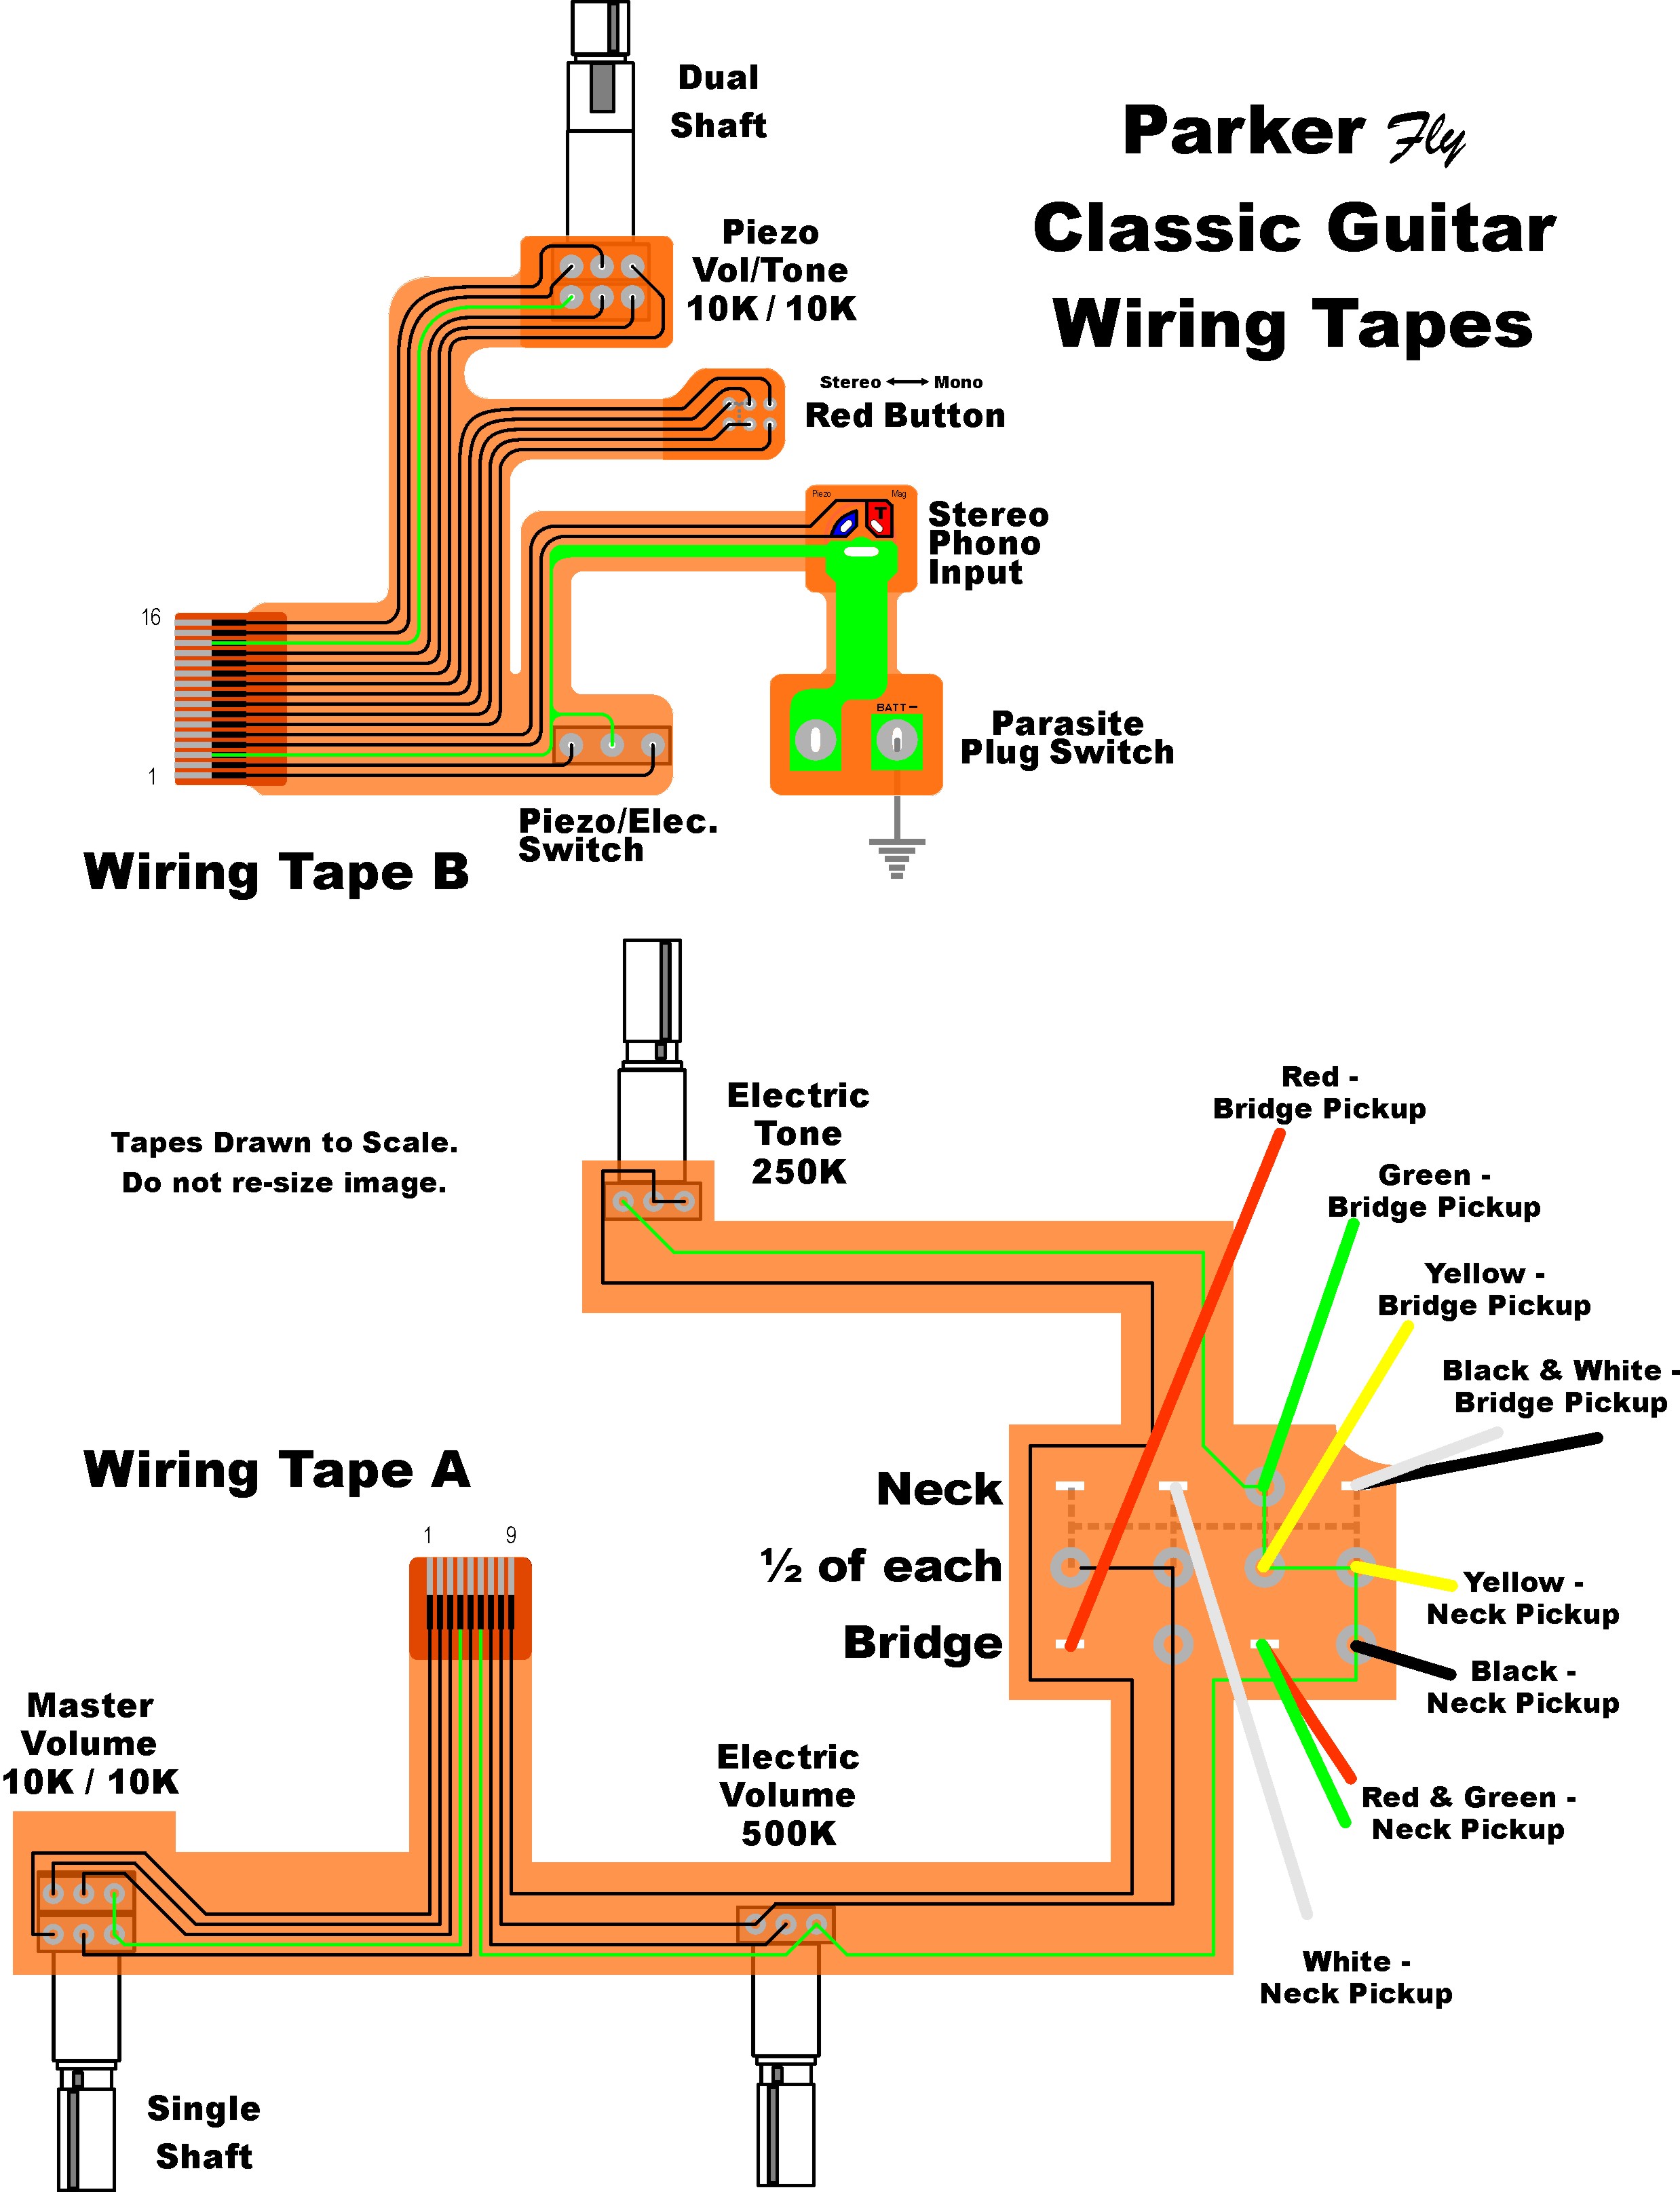 Parker Fly
Classic Guitar
Wiring Tapes
Dual
Shaft
Piezo
Vol/Tone
10K / 10K
Stereo Mono
Red Button
Piezo Mag
T
Stereo
Phono
Input
16
1
BATT –
Parasite
Plug Switch
Piezo/Elec.
Switch
Wiring Tape B
Electric
Tone
250K
Tapes Drawn to Scale.
Do not re-size image.
Red -
Bridge Pickup
Green -
Bridge Pickup
Yellow -
Bridge Pickup
Black & White -
Bridge Pickup
Wiring Tape A
Neck
½ of each
Bridge
1 9
Yellow -
Neck Pickup
Black -
Neck Pickup
Red & Green -
Neck Pickup
White -
Neck Pickup
Master
Volume
10K / 10K
Electric
Volume
500K
Single
Shaft